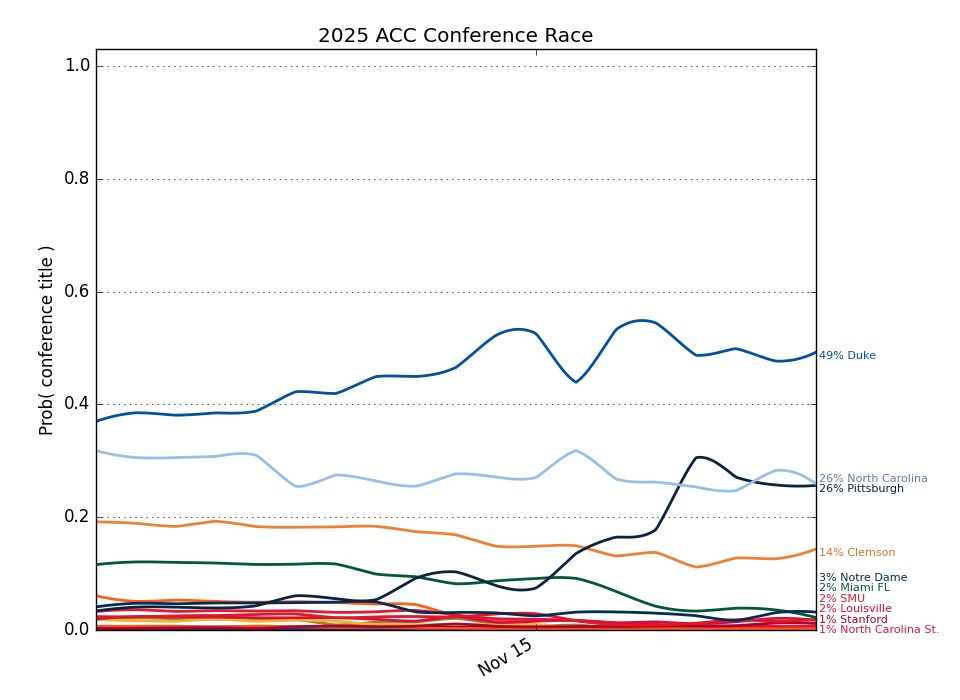 2025 ACC Conference Race
Prob( conference title )
1.0
0.8
0.6
0.4
0.2
0.0
Nov 15
49% Duke
26% North Carolina
26% Pittsburgh
14% Clemson
3% Notre Dame
2% Miami FL
2% SMU
2% Louisville
1% Stanford
1% North Carolina St.